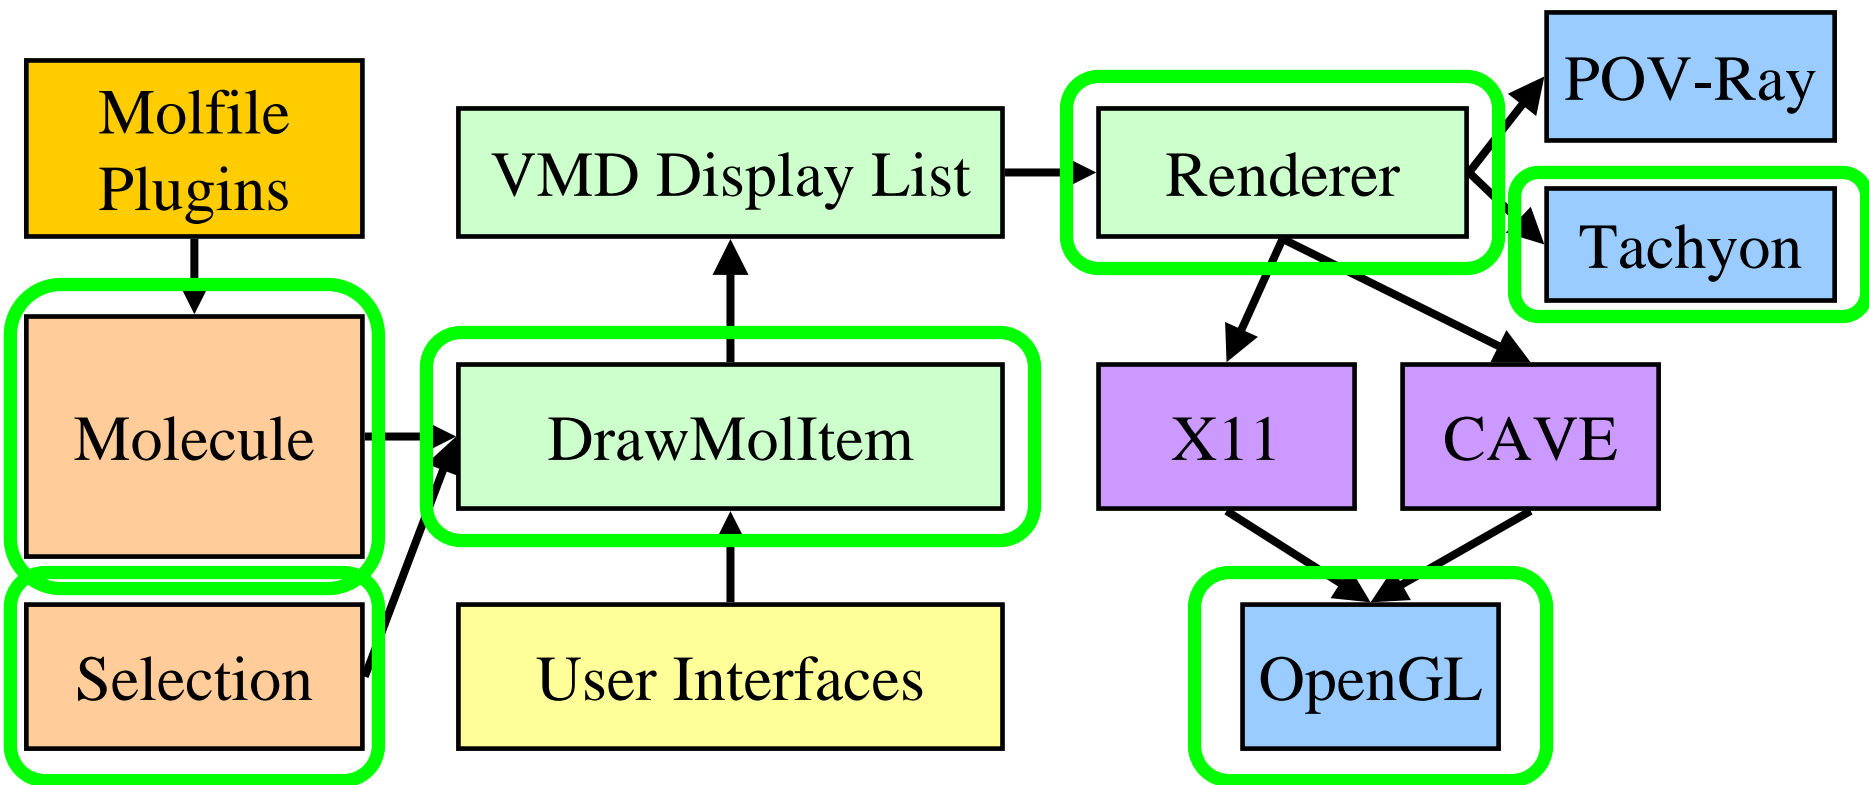 Molfile
Plugins
VMD Display List
Renderer
POV-Ray
Tachyon
Molecule
DrawMolItem
X11
CAVE
Selection
User Interfaces
OpenGL